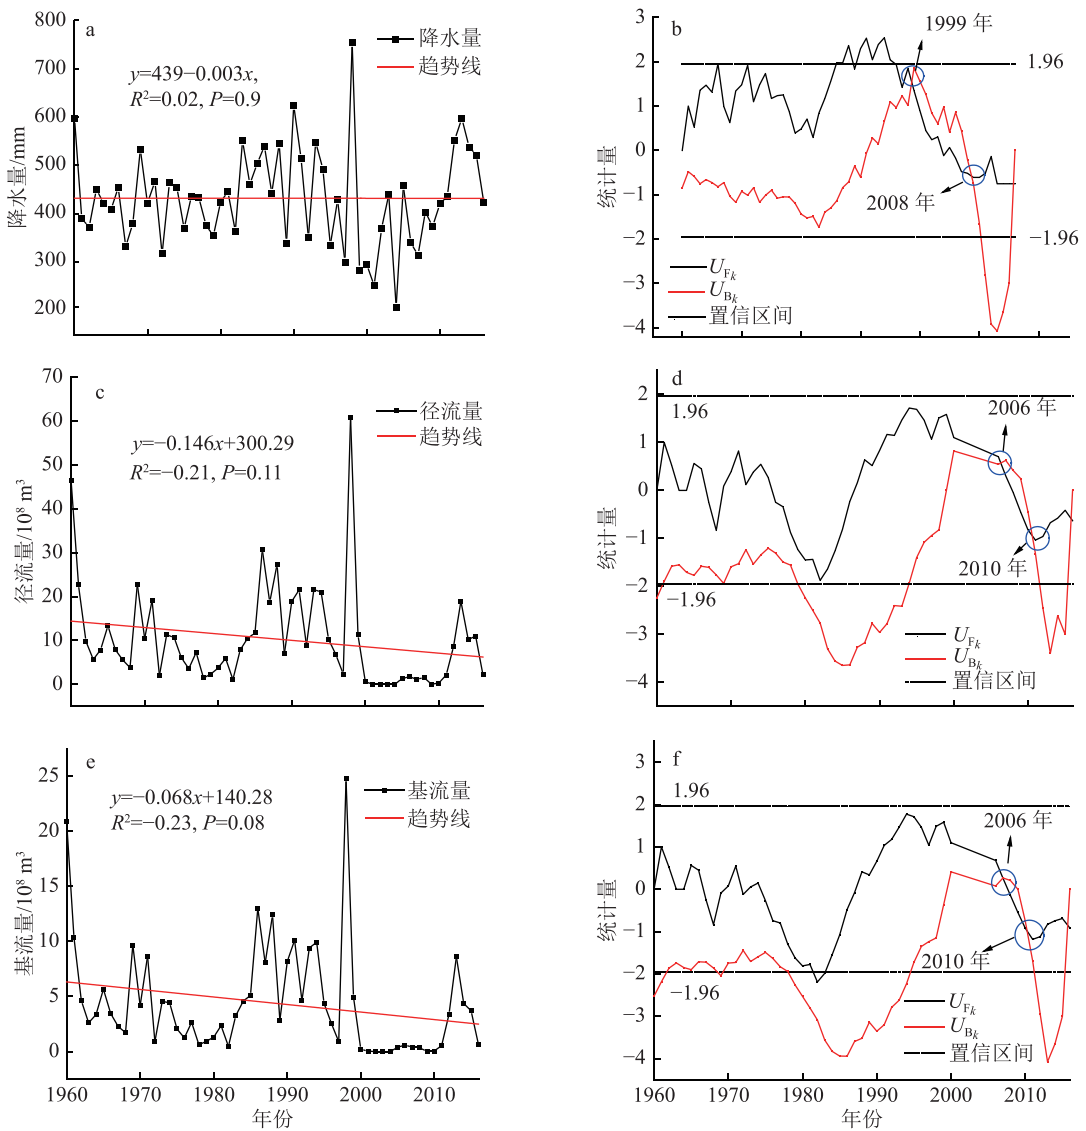 a
800
700
600
500
400
300
200
降水量/mm
降水量
趋势线
y=439−0.003x,
R²=0.02, P=0.9
b
3
2
1
0
−1
−2
−3
−4
统计量
1999 年
1.96
2008 年
−1.96
U_Fk
U_Bk
置信区间
c
70
60
50
40
30
20
10
0
径流量/10⁸ m³
径流量
趋势线
y=−0.146x+300.29
R²=−0.21, P=0.11
d
2
1
0
−1
−2
−3
−4
统计量
1.96
2006 年
2010 年
−1.96
U_Fk
U_Bk
置信区间
e
25
20
15
10
5
0
基流量/10⁸ m³
基流量
趋势线
y=−0.068x+140.28
R²=−0.23, P=0.08
1960 1970 1980 1990 2000 2010
年份
f
3
2
1
0
−1
−2
−3
−4
统计量
1.96
2006 年
2010 年
−1.96
U_Fk
U_Bk
置信区间
1960 1970 1980 1990 2000 2010
年份